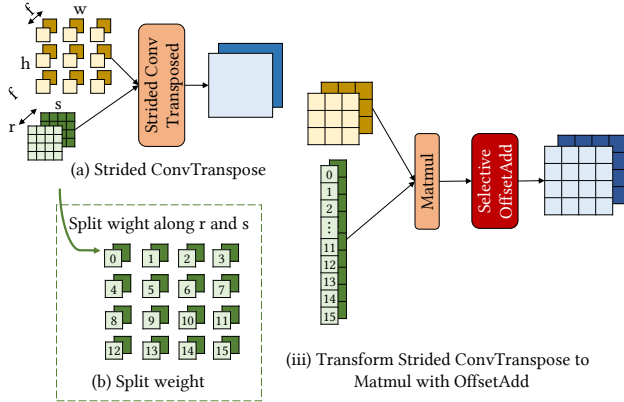 f
w
h
f
s
r
Strided Conv
Transposed
(a) Strided ConvTranspose
Split wight along r and s
0 1 2 3
4 5 6 7
8 9 10 11
12 13 14 15
(b) Split weight
0
1
2
⋮
11
12
13
14
15
Matmul
Selective
OffsetAdd
(iii) Transform Strided ConvTranspose to
Matmul with OffsetAdd